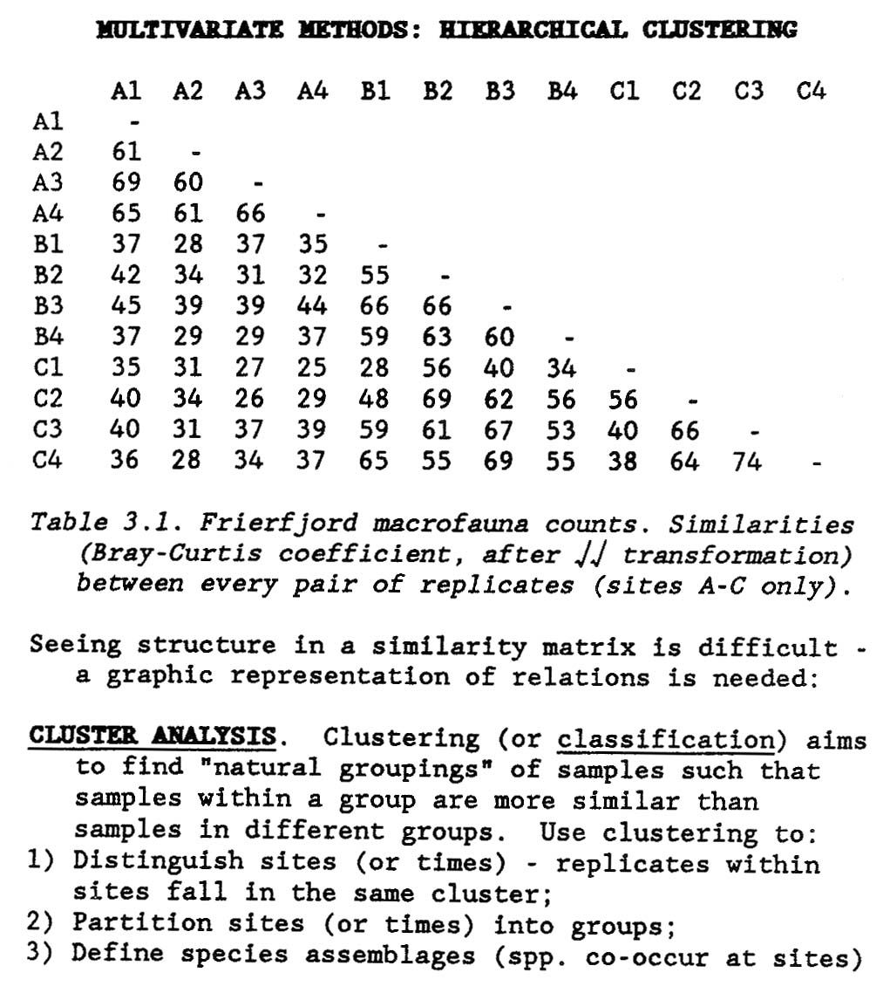 MULTIVARIATE METHODS: HIERARCHICAL CLUSTERING
A1 A2 A3 A4 B1 B2 B3 B4 C1 C2 C3 C4
A1 -
A2 61 -
A3 69 60 -
A4 65 61 66 -
B1 37 28 37 35 -
B2 42 34 31 32 55 -
B3 45 39 39 44 66 66 -
B4 37 29 29 37 59 63 60 -
C1 35 31 27 25 28 56 40 34 -
C2 40 34 26 29 48 69 62 56 56 -
C3 40 31 37 39 59 61 67 53 40 66 -
C4 36 28 34 37 65 55 69 55 38 64 74 -
Table 3.1. Frierfjord macrofauna counts. Similarities
(Bray-Curtis coefficient, after √√ transformation)
between every pair of replicates (sites A-C only).
Seeing structure in a similarity matrix is difficult -
a graphic representation of relations is needed:
CLUSTER ANALYSIS. Clustering (or classification) aims
to find "natural groupings" of samples such that
samples within a group are more similar than
samples in different groups. Use clustering to:
1) Distinguish sites (or times) - replicates within
sites fall in the same cluster;
2) Partition sites (or times) into groups;
3) Define species assemblages (spp. co-occur at sites)